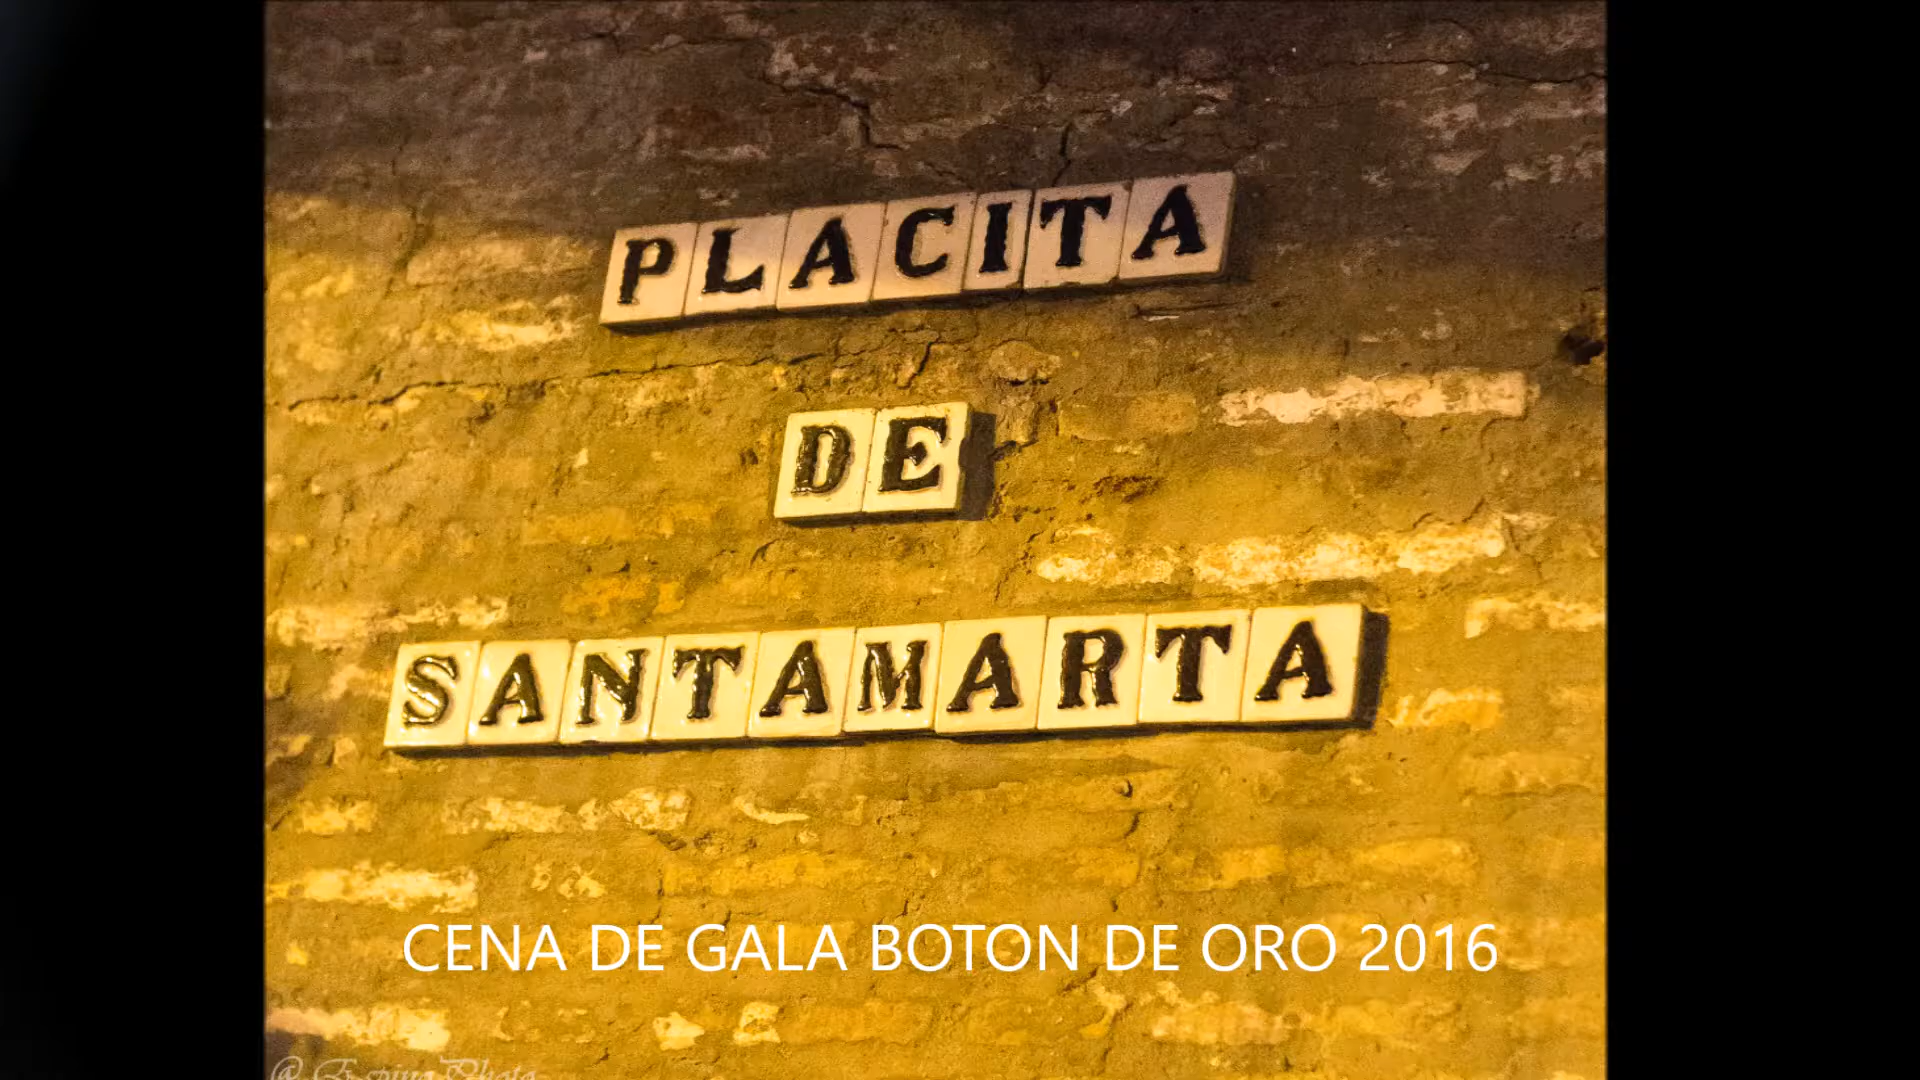 PLACITA
DE
SANTAMARTA
CENA DE GALA BOTON DE ORO 2016